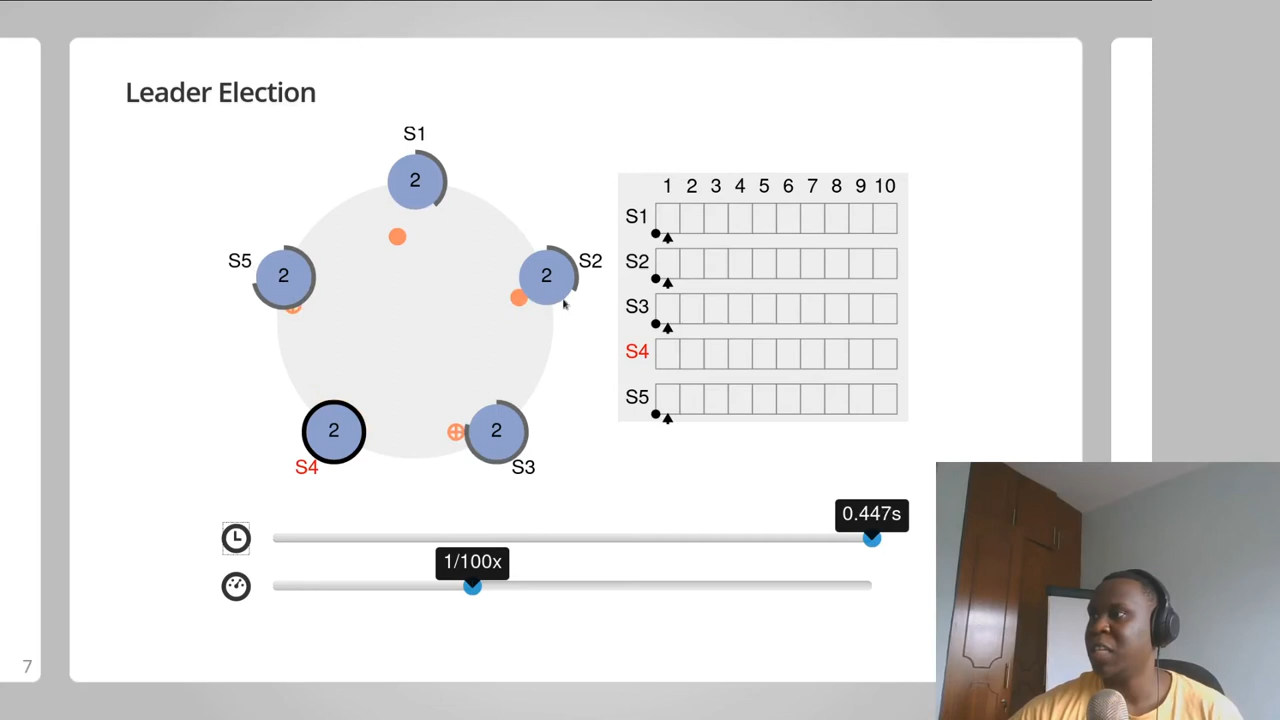 Leader Election
S1
2
S5
2
2
S2
2
S4
2
S3
1 2 3 4 5 6 7 8 9 10
S1
S2
S3
S4
S5
0.447s
1/100x
7